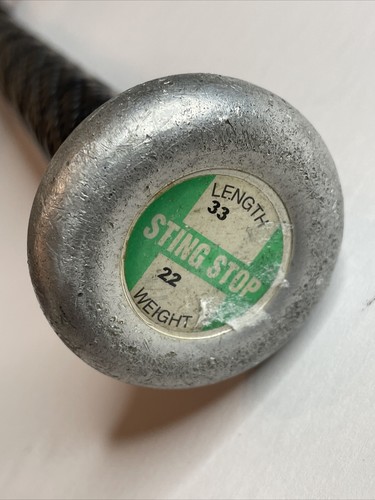 LENGTH
33
STING STOP
22
WEIGHT